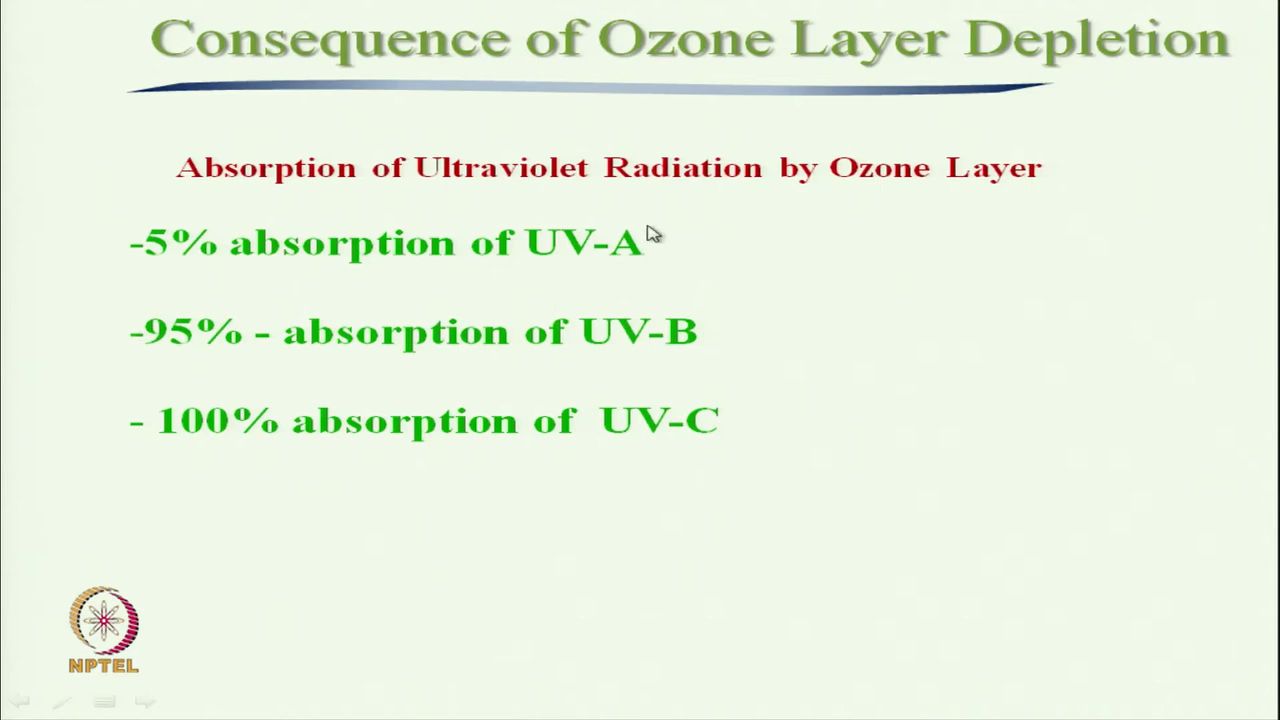 Consequence of Ozone Layer Depletion
Absorption of Ultraviolet Radiation by Ozone Layer
-5% absorption of UV-A
-95% - absorption of UV-B
- 100% absorption of UV-C
NPTEL